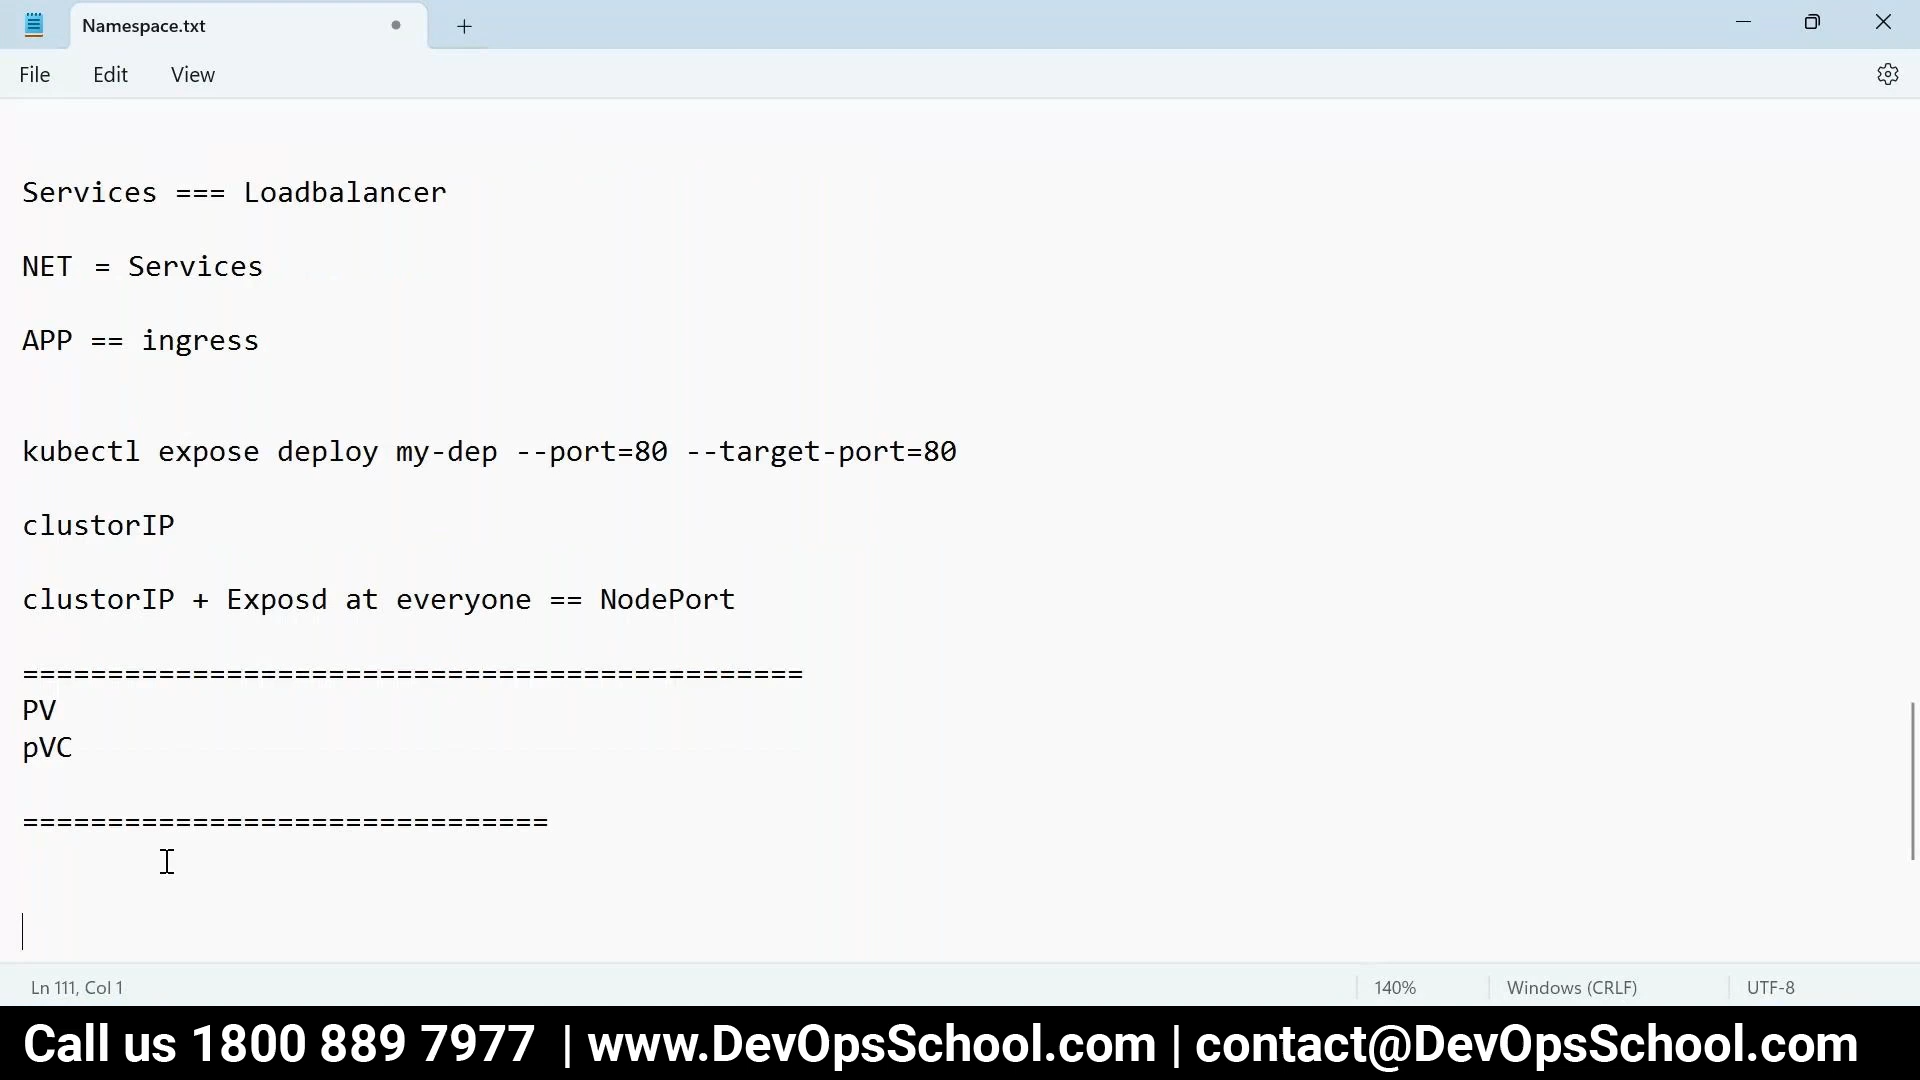 Namespace.txt
File Edit View
Services === Loadbalancer
NET = Services
APP == ingress
kubectl expose deploy my-dep --port=80 --target-port=80
clustorIP
clustorIP + Exposd at everyone == NodePort
==============================================
PV
pVC
===============================
Ln 111, Col 1 140% Windows (CRLF) UTF-8
Call us 1800 889 7977 | www.DevOpsSchool.com | contact@DevOpsSchool.com